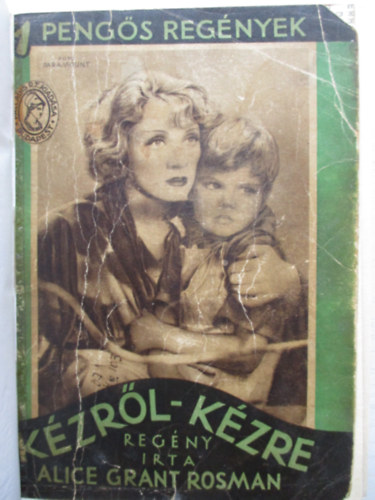 1 PENGŐS REGÉNYEK
KÉZRŐL-KÉZRE
REGÉNY
IRTA
ALICE GRANT ROSMAN